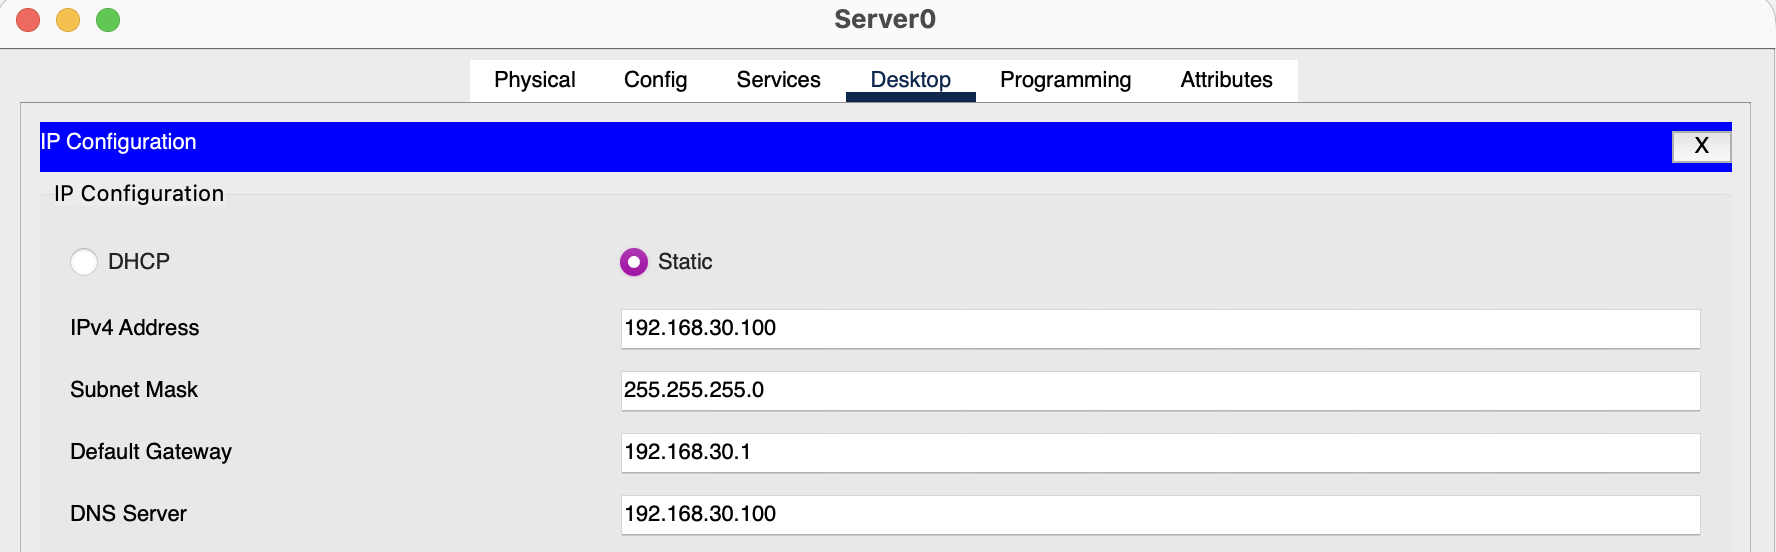 Server0
Physical Config Services Desktop Programming Attributes
IP Configuration X
IP Configuration
DHCP Static
IPv4 Address 192.168.30.100
Subnet Mask 255.255.255.0
Default Gateway 192.168.30.1
DNS Server 192.168.30.100